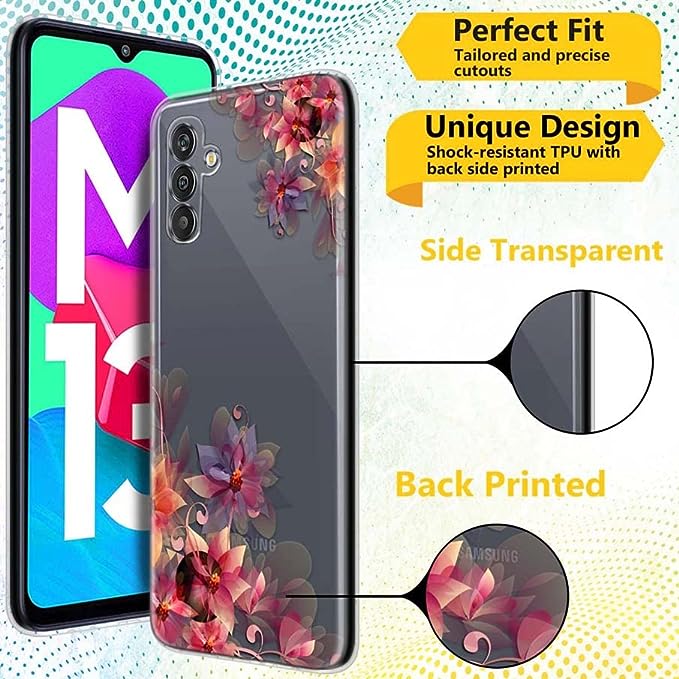 Perfect Fit
Tailored and precise
cutouts
Unique Design
Shock-resistant TPU with
back side printed
Side Transparent
M
13
Back Printed
SAMSUNG
SAMSUNG